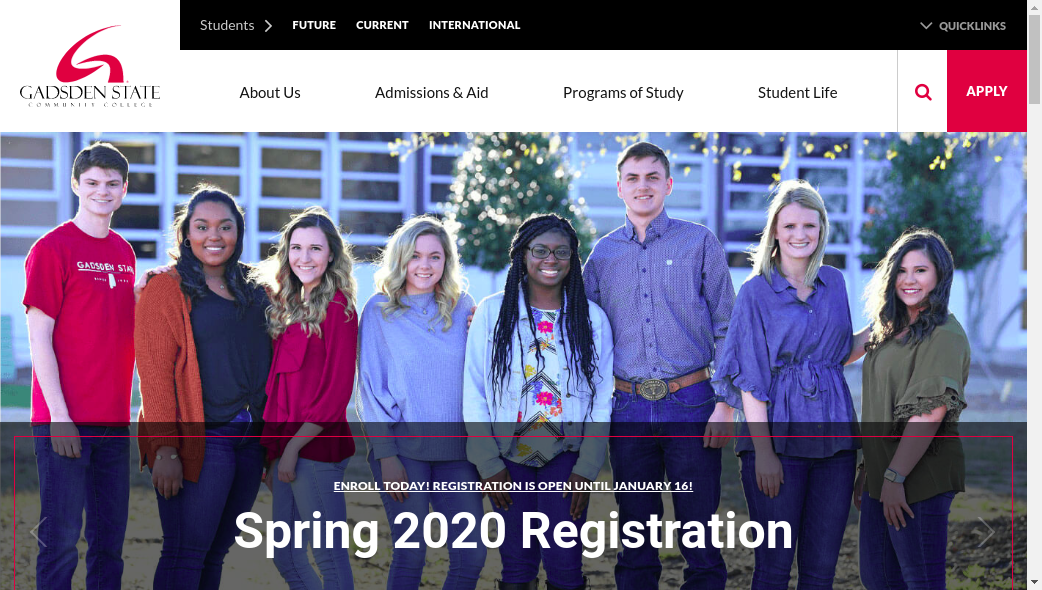 Students
FUTURE
CURRENT
INTERNATIONAL
QUICKLINKS
GADSDEN STATE
COMMUNITY COLLEGE
About Us
Admissions & Aid
Programs of Study
Student Life
APPLY
GADSDEN STATE
ENROLL TODAY! REGISTRATION IS OPEN UNTIL JANUARY 16!
Spring 2020 Registration